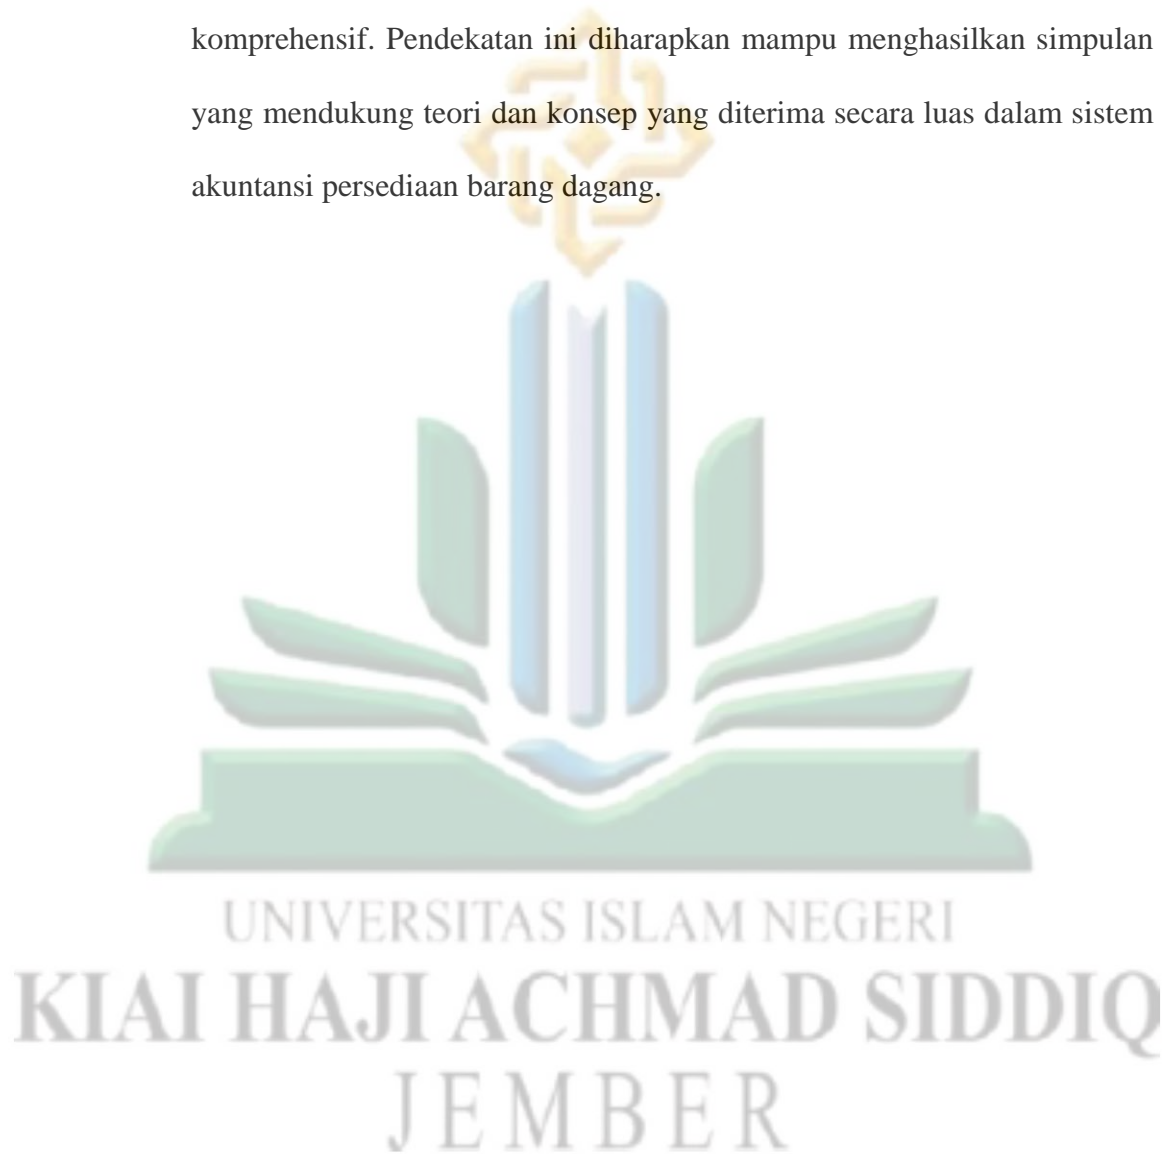 komprehensif. Pendekatan ini diharapkan mampu menghasilkan simpulan
yang mendukung teori dan konsep yang diterima secara luas dalam sistem
akuntansi persediaan barang dagang.
UNIVERSITAS ISLAM NEGERI
KIAI HAJI ACHMAD SIDDIQ
JEMBER